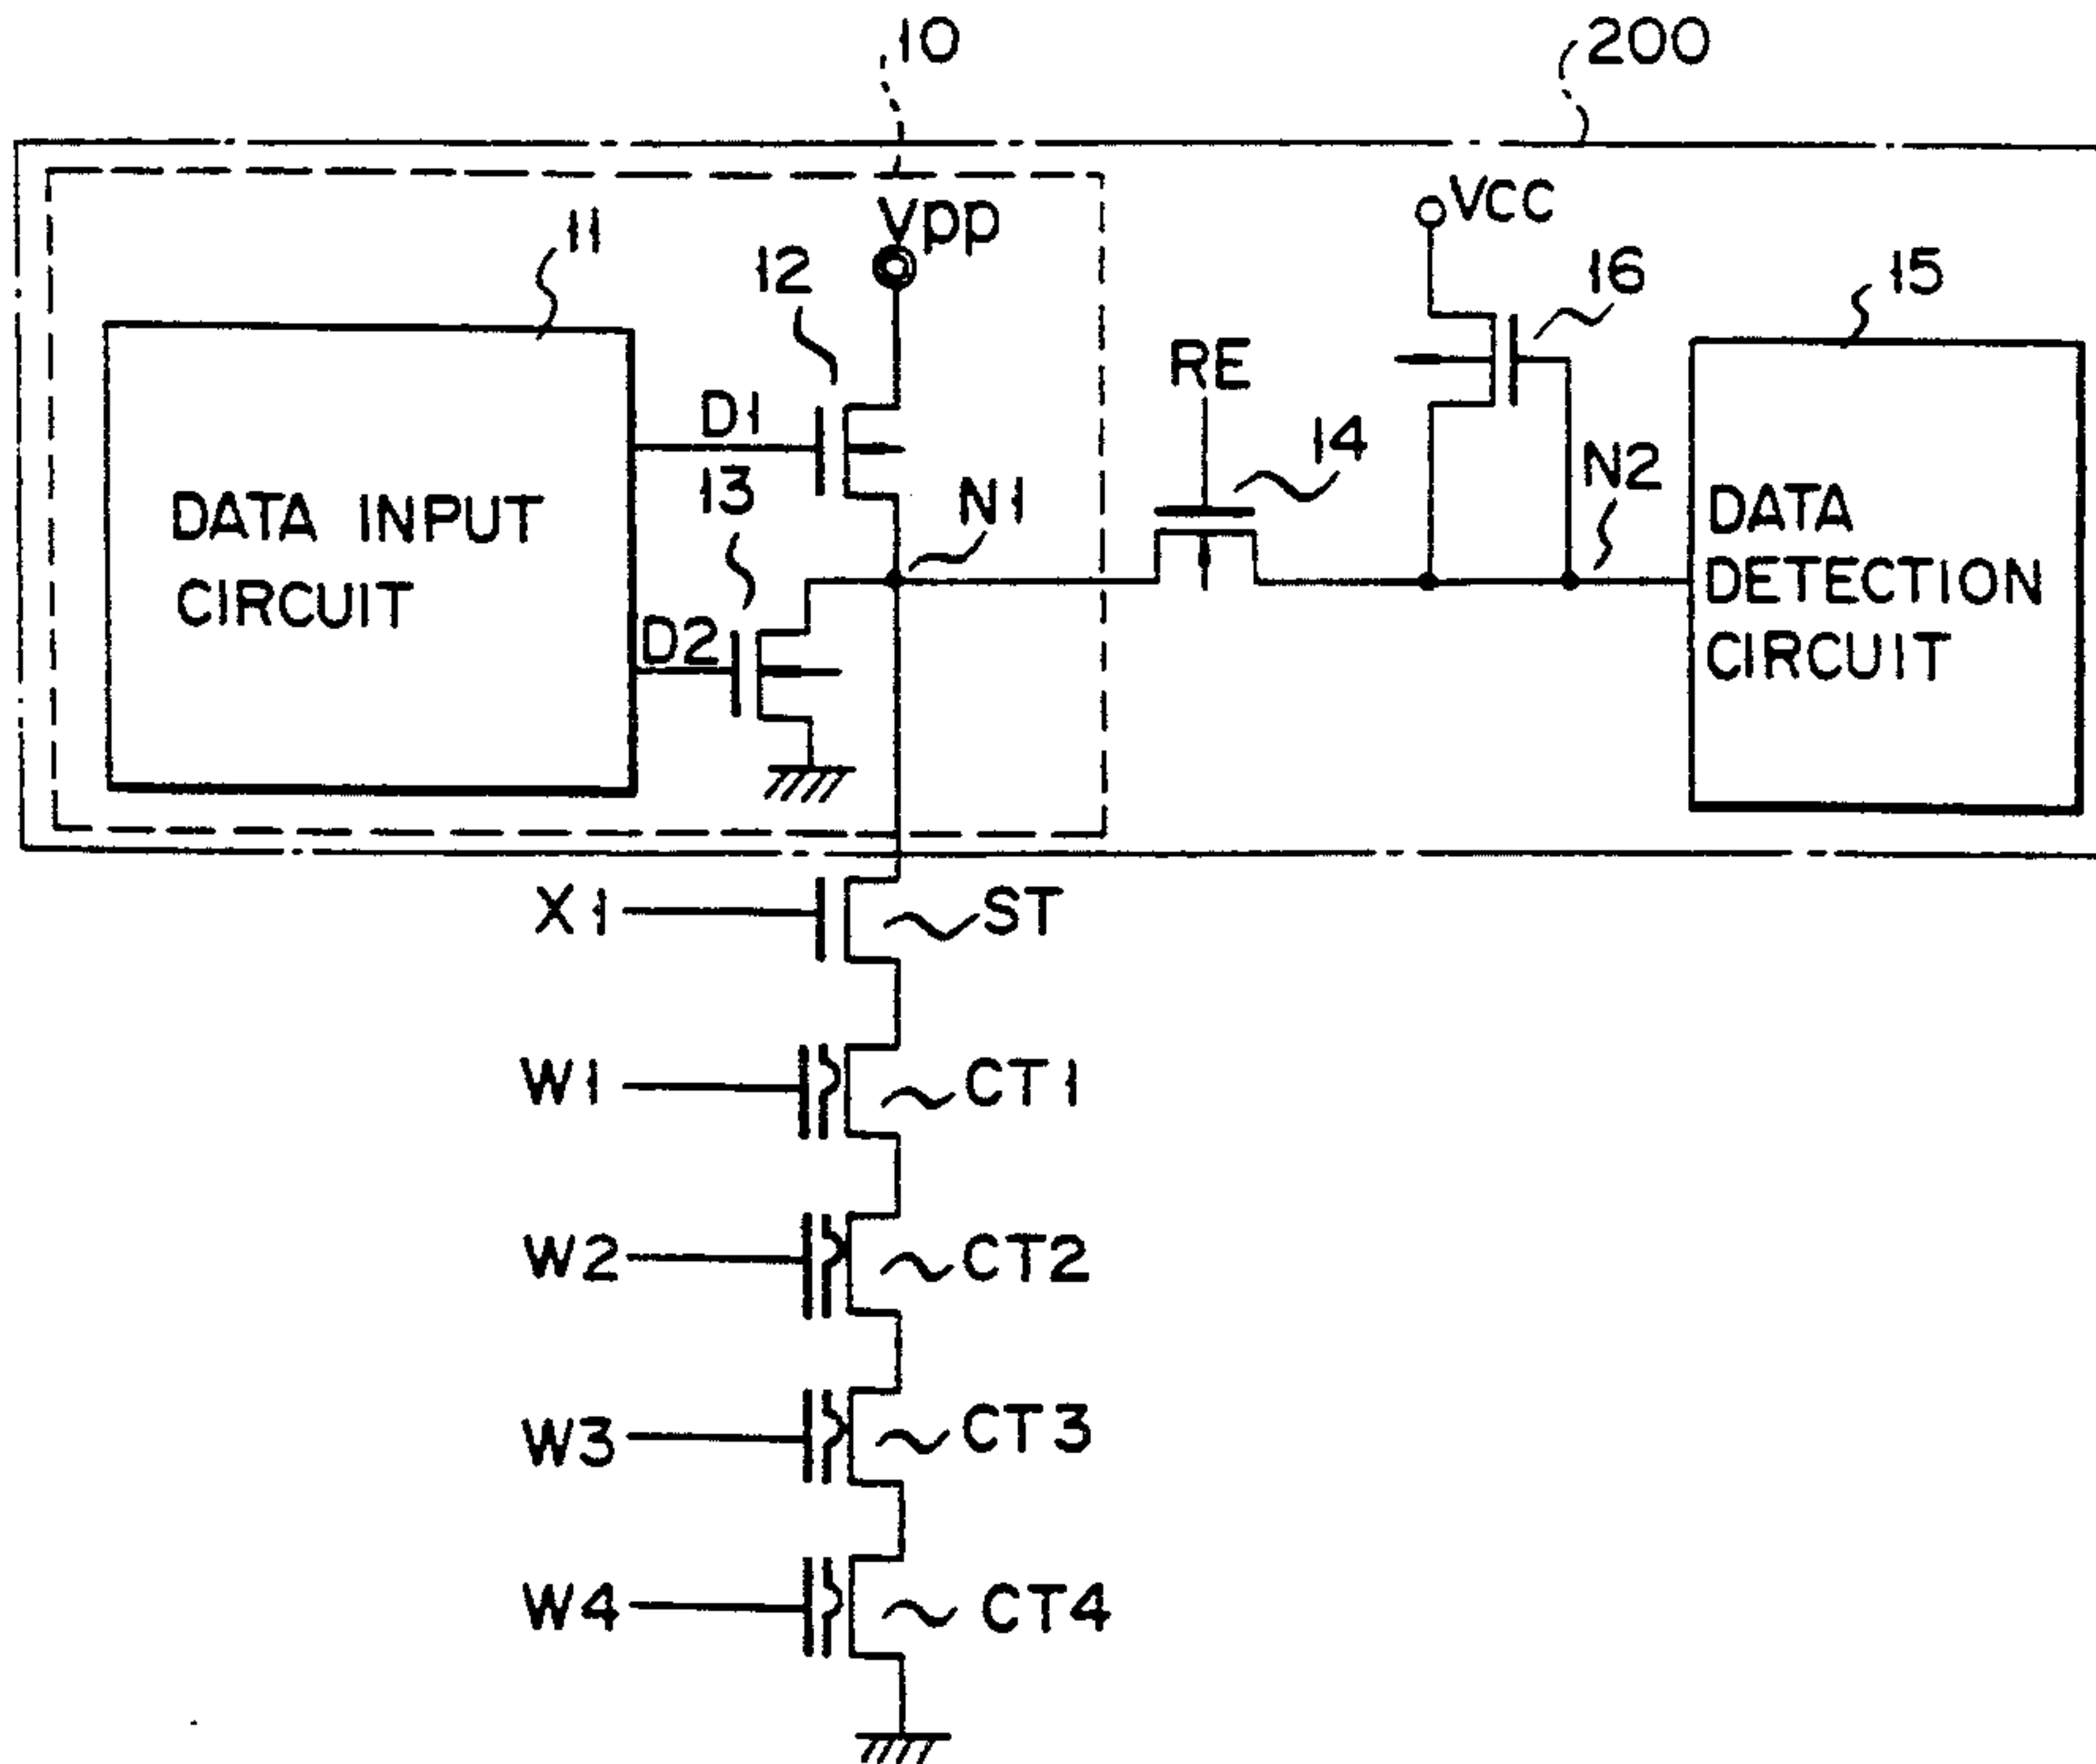 10
200
Vpp
VCC
11
12
16
15
RE
D1
14
13
N1
N2
DATA INPUT
CIRCUIT
DATA
DETECTION
CIRCUIT
D2
X1
ST
W1
CT1
W2
CT2
W3
CT3
W4
CT4